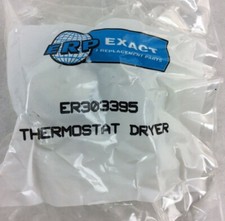 ERP
EXACT
REPLACEMENT PARTS
ER303395
THERMOSTAT DRYER